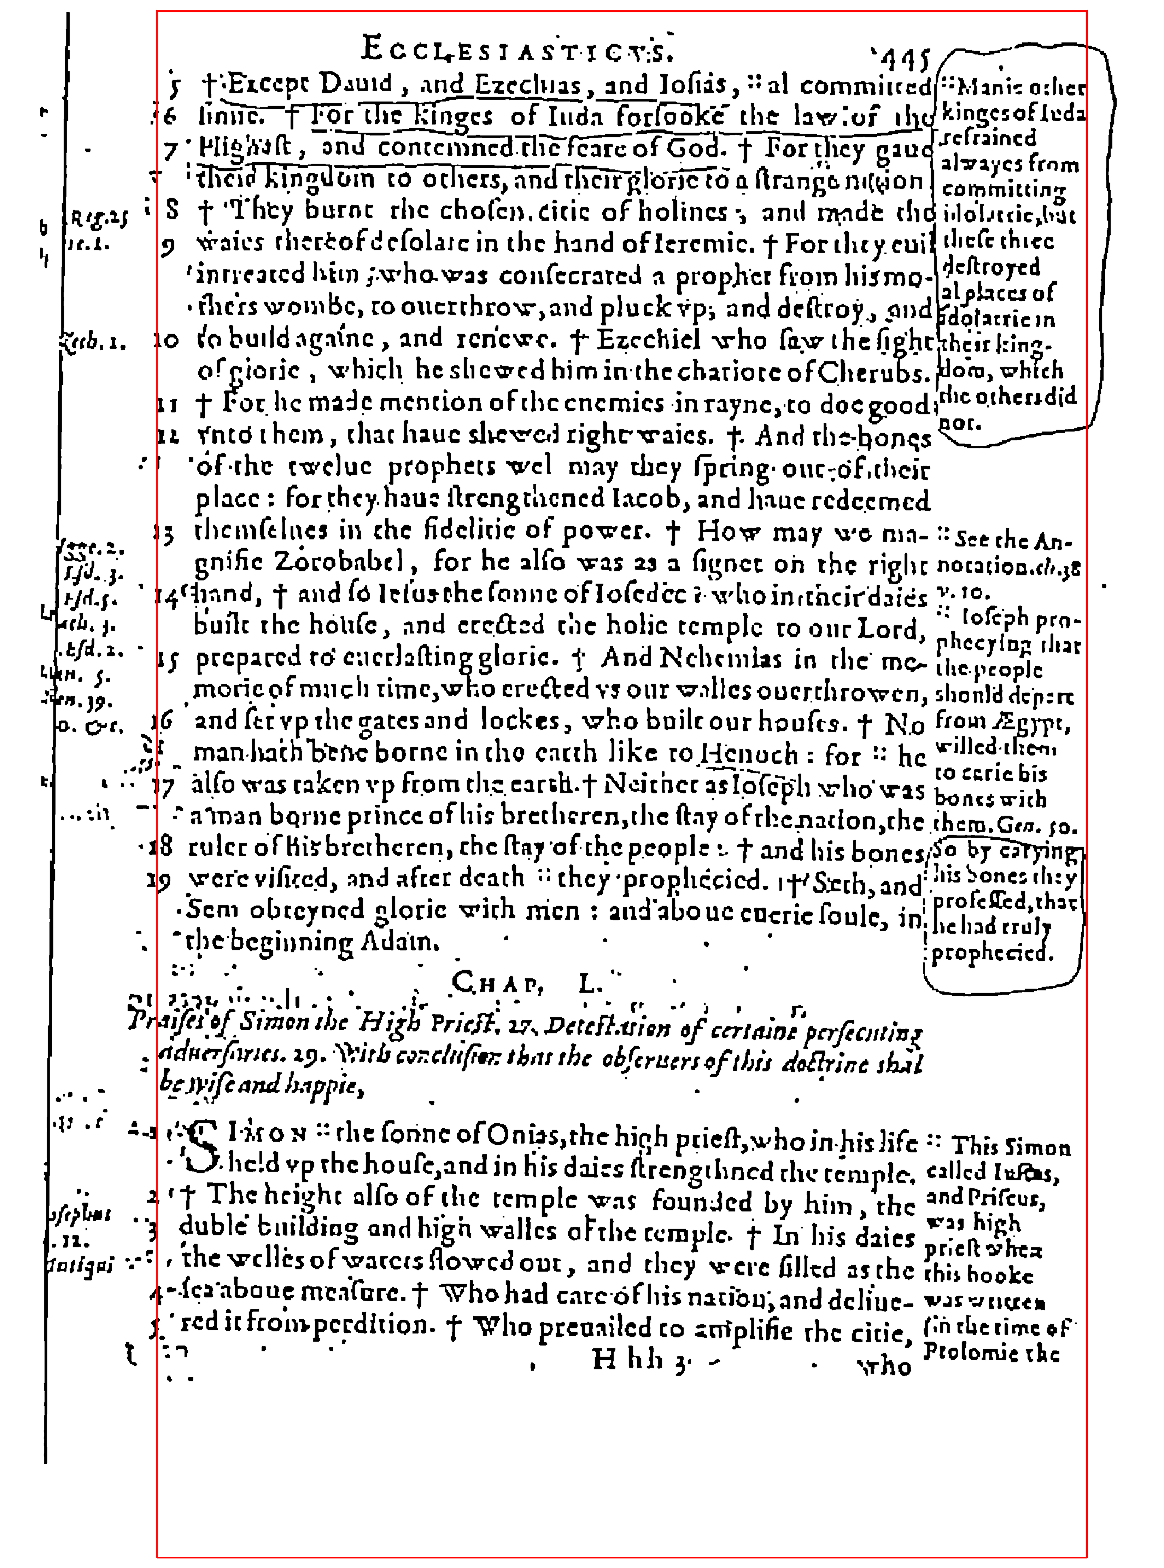 ECCLESIASTICVS.
445
5 † Except Dauid, and Ezechias, and Iosias, :: al committed
6 sinne. † For the kinges of Iuda forsooke the law of the
7 Highest, and contemned the feare of God. † For they gaue
their kingdom to others, and their glorie to a strange nation
8 † They burnt the chosen citie of holines, and made the
9 waies thereof desolate in the hand of Ieremie. † For they euil
intreated him, who was consecrated a prophet from his mo-
thers wombe, to ouerthrow, and pluck vp, and destroy, and
10 to build againe, and renewe. † Ezechiel who saw the sight
of glorie, which he shewed him in the chariote of Cherubs.
11 † For he made mention of the enemies in rayne, to doe good
12 vnto them, that haue shewed right waies. † And the bones
of the twelue prophets wel may they spring out of their
place: for they haue strengthened Iacob, and haue redeemed
13 themselues in the fidelitie of power. † How may we ma-
gnifie Zorobabel, for he also was as a signet on the right
14 hand, † and so Iesus the sonne of Iosedec? who in their daies
built the house, and erected the holie temple to our Lord,
15 prepared to euerlasting glorie. † And Nehemias in the me-
morie of much time, who erected vs our walles ouerthrowen,
16 and set vp the gates and lockes, who built our houses. † No
man hath bene borne in the earth like to Henoch: for :: he
17 also was taken vp from the earth. † Neither as Ioseph who was
a man borne prince of his bretheren, the stay of the nation, the
18 ruler of his bretheren, the stay of the people: † and his bones
19 were visited, and after death :: they prophecied. † Seth, and
Sem obteyned glorie with men: and aboue euerie soule, in
the beginning Adam.
:: Manie other
kinges of Iuda
refrained
alwayes from
committing
idolatrie, but
these three
destroyed
al places of
idolatrie in
their king-
dom, which
the others did
not.
:: See the An-
notation. ch. 38
v. 10.
:: Ioseph pro-
phecying that
the people
should depart
from Ægypt,
willed them
to carie his
bones with
them. Gen. 50.
So by carying
his bones they
professed, that
he had truly
prophecied.
CHAP. L.
Praises of Simon the High Priest. 27. Detestation of certaine persecuting
aduersaries. 29. With conclusion that the obseruers of this doctrine shal
be wise and happie,
SIMON :: the sonne of Onias, the high priest, who in his life
held vp the house, and in his daies strengthned the temple.
2 † The height also of the temple was founded by him, the
3 duble building and high walles of the temple. † In his daies
the welles of waters flowed out, and they were filled as the
4 sea aboue measure. † Who had care of his nation, and deliue-
5 red it from perdition. † Who preuailed to amplifie the citie,
:: This Simon
called Iustus,
and Priscus,
was high
priest when
this booke
was written
in the time of
Ptolomie the
Hhh 3
who